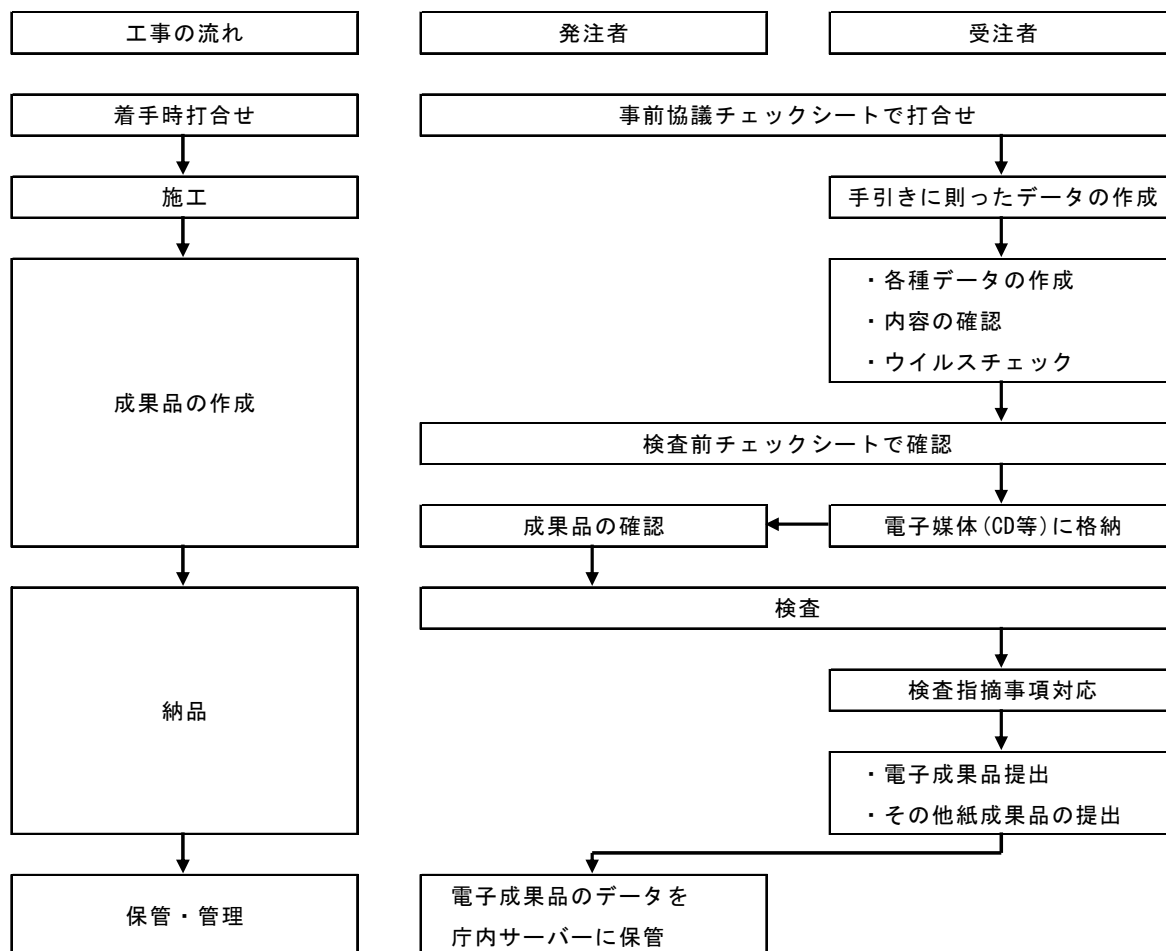 工事の流れ
発注者
受注者
着手時打合せ
事前協議チェックシートで打合せ
施工
手引きに則ったデータの作成
成果品の作成
・各種データの作成
・内容の確認
・ウイルスチェック
検査前チェックシートで確認
成果品の確認
電子媒体(CD等)に格納
納品
検査
検査指摘事項対応
・電子成果品提出
・その他紙成果品の提出
保管・管理
電子成果品のデータを
庁内サーバーに保管